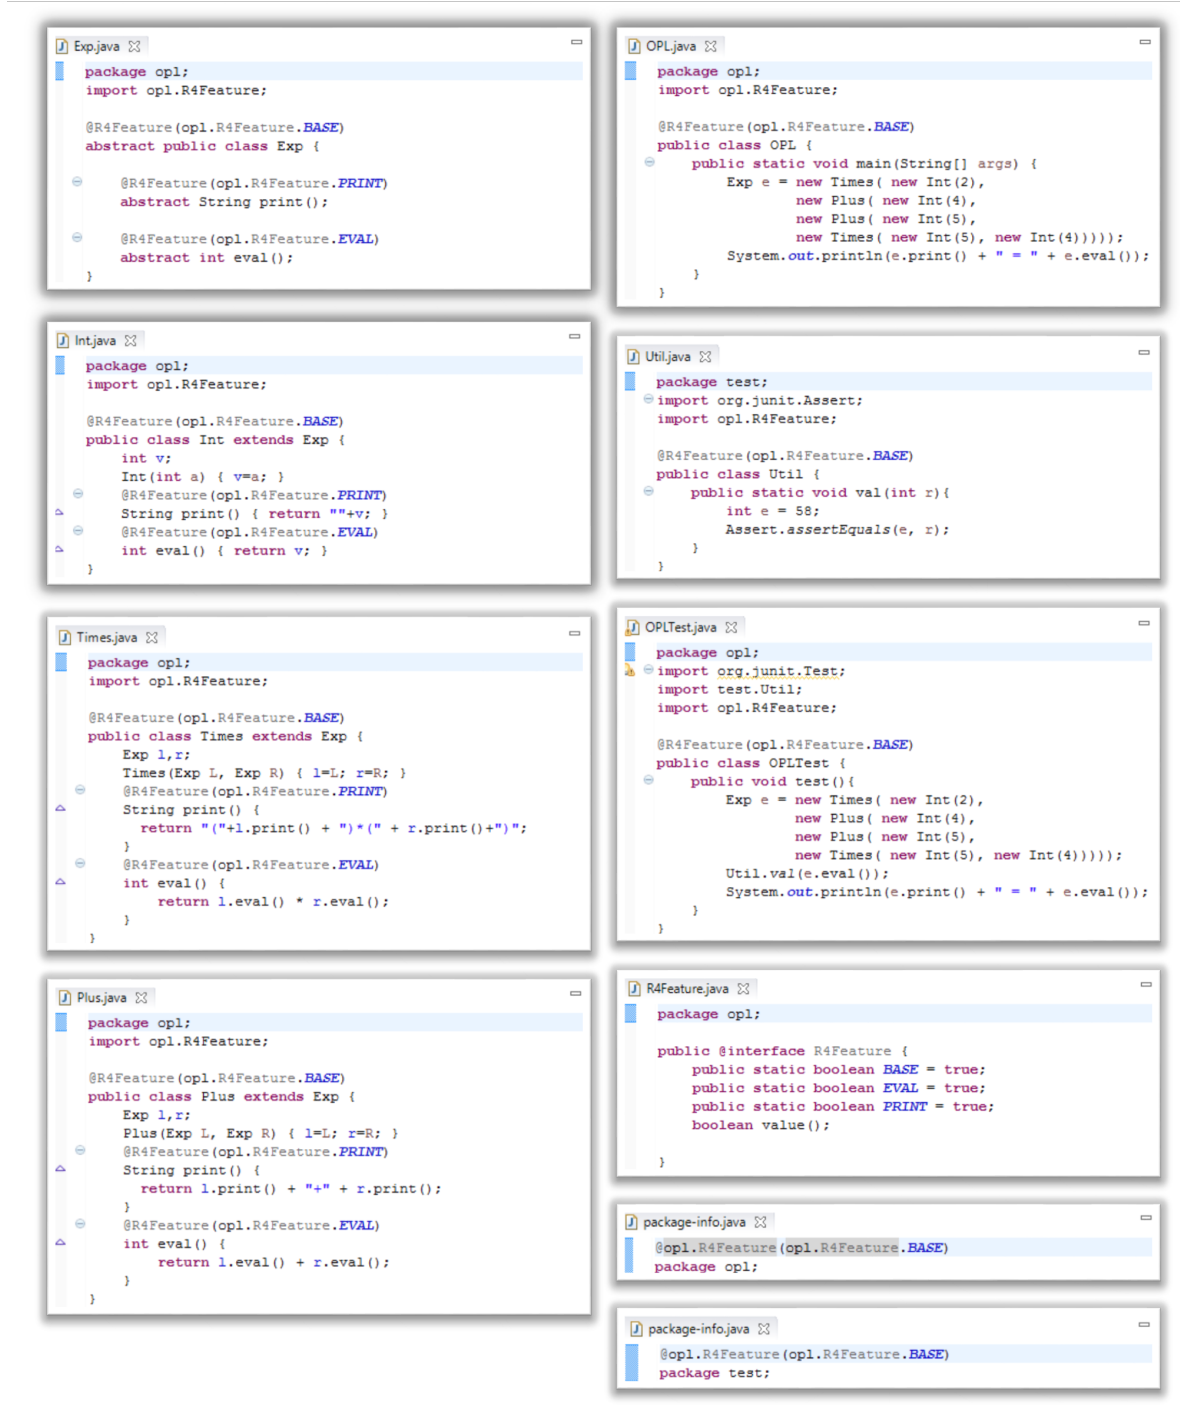 Exp.java
package opl;
import opl.R4Feature;
@R4Feature(opl.R4Feature.BASE)
abstract public class Exp {
@R4Feature(opl.R4Feature.PRINT)
abstract String print();
@R4Feature(opl.R4Feature.EVAL)
abstract int eval();
}
Int.java
package opl;
import opl.R4Feature;
@R4Feature(opl.R4Feature.BASE)
public class Int extends Exp {
int v;
Int(int a) { v=a; }
@R4Feature(opl.R4Feature.PRINT)
String print() { return ""+v; }
@R4Feature(opl.R4Feature.EVAL)
int eval() { return v; }
}
Times.java
package opl;
import opl.R4Feature;
@R4Feature(opl.R4Feature.BASE)
public class Times extends Exp {
Exp l,r;
Times(Exp L, Exp R) { l=L; r=R; }
@R4Feature(opl.R4Feature.PRINT)
String print() {
return "("+l.print() + ")*(" + r.print()+")";
}
@R4Feature(opl.R4Feature.EVAL)
int eval() {
return l.eval() * r.eval();
}
}
Plus.java
package opl;
import opl.R4Feature;
@R4Feature(opl.R4Feature.BASE)
public class Plus extends Exp {
Exp l,r;
Plus(Exp L, Exp R) { l=L; r=R; }
@R4Feature(opl.R4Feature.PRINT)
String print() {
return l.print() + "+" + r.print();
}
@R4Feature(opl.R4Feature.EVAL)
int eval() {
return l.eval() + r.eval();
}
}
OPL.java
package opl;
import opl.R4Feature;
@R4Feature(opl.R4Feature.BASE)
public class OPL {
public static void main(String[] args) {
Exp e = new Times( new Int(2),
new Plus( new Int(4),
new Plus( new Int(5),
new Times( new Int(5), new Int(4)))));
System.out.println(e.print() + " = " + e.eval());
}
}
Util.java
package test;
import org.junit.Assert;
import opl.R4Feature;
@R4Feature(opl.R4Feature.BASE)
public class Util {
public static void val(int r){
int e = 58;
Assert.assertEquals(e, r);
}
}
OPLTest.java
package opl;
import org.junit.Test;
import test.Util;
import opl.R4Feature;
@R4Feature(opl.R4Feature.BASE)
public class OPLTest {
public void test(){
Exp e = new Times( new Int(2),
new Plus( new Int(4),
new Plus( new Int(5),
new Times( new Int(5), new Int(4)))));
Util.val(e.eval());
System.out.println(e.print() + " = " + e.eval());
}
}
R4Feature.java
package opl;
public @interface R4Feature {
public static boolean BASE = true;
public static boolean EVAL = true;
public static boolean PRINT = true;
boolean value();
}
package-info.java
@opl.R4Feature(opl.R4Feature.BASE)
package opl;
package-info.java
@opl.R4Feature(opl.R4Feature.BASE)
package test;